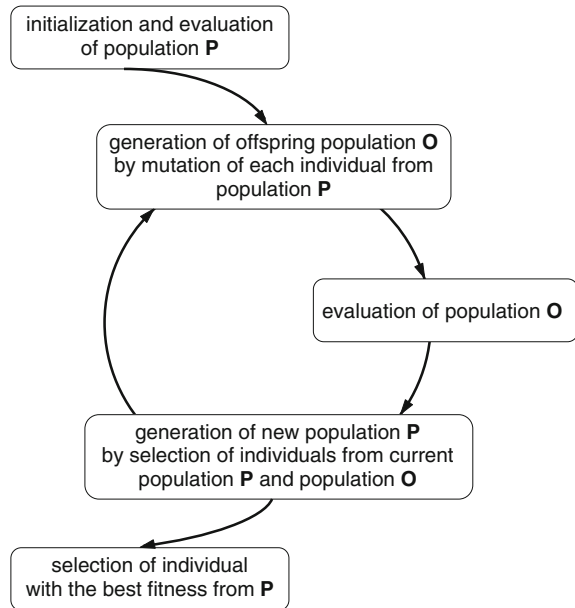 initialization and evaluation
of population P
generation of offspring population O
by mutation of each individual from
population P
evaluation of population O
generation of new population P
by selection of individuals from current
population P and population O
selection of individual
with the best fitness from P